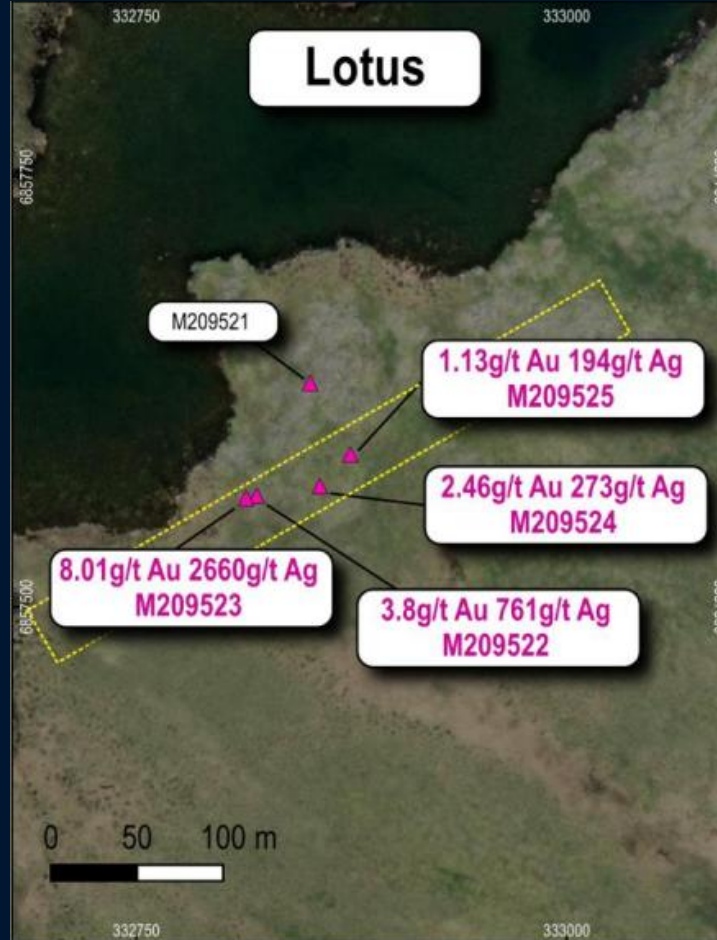 332750
333000
Lotus
6857750
M209521
1.13g/t Au 194g/t Ag
M209525
2.46g/t Au 273g/t Ag
M209524
8.01g/t Au 2660g/t Ag
M209523
6857500
3.8g/t Au 761g/t Ag
M209522
0 50 100 m
332750
333000